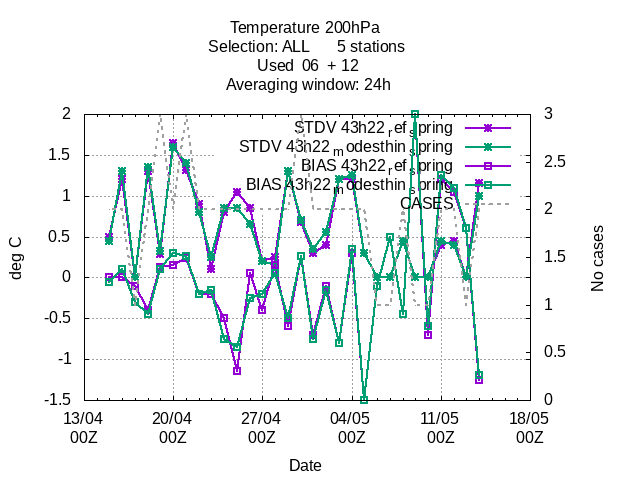 Temperature 200hPa
Selection: ALL 5 stations
Used 06 + 12
Averaging window: 24h
STDV 43h22_ref_spring
STDV 43h22_modesthin_spring
BIAS 43h22_ref_spring
BIAS 43h22_modesthin_spring
CASES
2
1.5
1
0.5
0
-0.5
-1
-1.5
3
2.5
2
1.5
1
0.5
0
deg C
No cases
13/04 20/04 27/04 04/05 11/05 18/05
00Z 00Z 00Z 00Z 00Z 00Z
Date